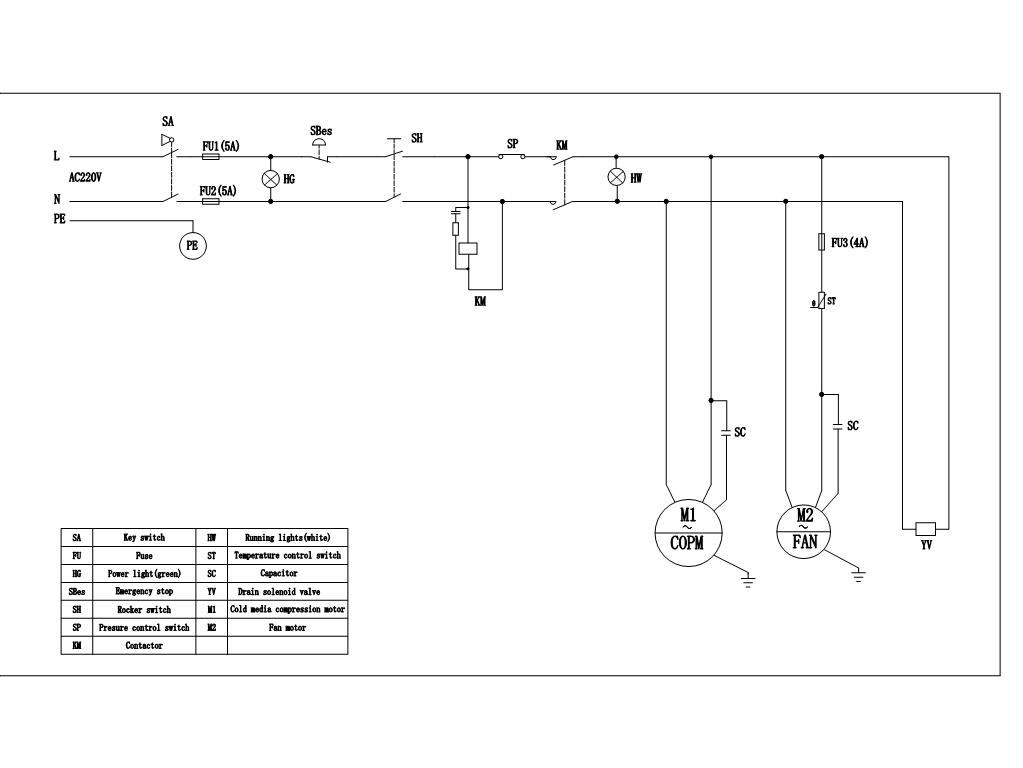 SA
SBes
SH
FU1(5A)
SP
KM
L
AC220V
HG
HW
FU2(5A)
N
PE
PE
FU3(4A)
KM
θ ST
SC
SC
M1
~
COPM
M2
~
FAN
YV
SA Key switch HW Running lights(white)
FU Fuse ST Temperature control switch
HG Power light(green) SC Capacitor
SBes Emergency stop YV Drain solenoid valve
SH Rocker switch M1 Cold media compression motor
SP Presure control switch M2 Fan motor
KM Contactor